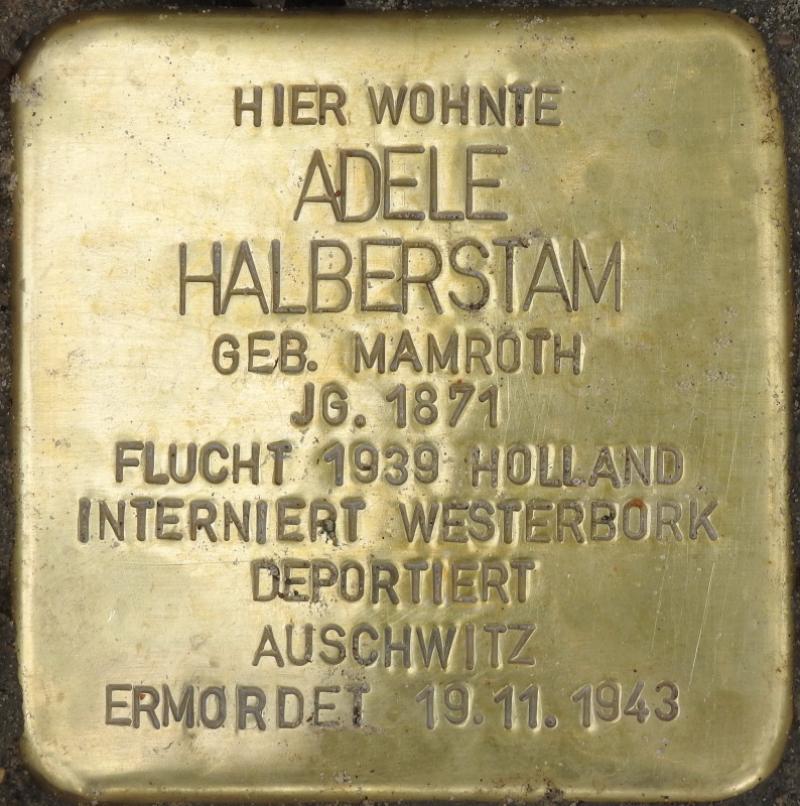 HIER WOHNTE
ADELE
HALBERSTAM
GEB. MAMROTH
JG. 1871
FLUCHT 1939 HOLLAND
INTERNIERT WESTERBORK
DEPORTIERT
AUSCHWITZ
ERMORDET 19.11.1943